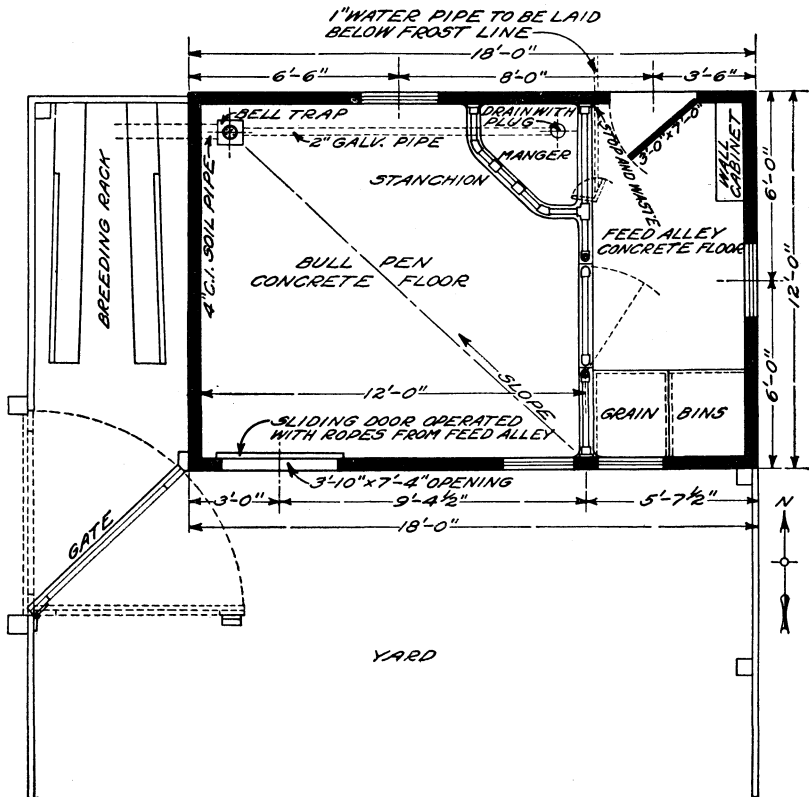 1" WATER PIPE TO BE LAID
BELOW FROST LINE
18'-0"
6'-6"
8'-0"
3'-6"
BELL TRAP
DRAIN WITH
PLUG
2" GALV. PIPE
MANGER
STANCHION
STOP AND WASTE
3'-0"x7'-0"
WALL
CABINET
6'-0"
BREEDING RACK
4" C.I. SOIL PIPE
BULL PEN
CONCRETE FLOOR
FEED ALLEY
CONCRETE FLOOR
12'-0"
6'-0"
12'-0"
SLOPE
GRAIN BINS
SLIDING DOOR OPERATED
WITH ROPES FROM FEED ALLEY
3'-10"x7'-4" OPENING
3'-0"
9'-4½"
5'-7½"
18'-0"
GATE
N
YARD